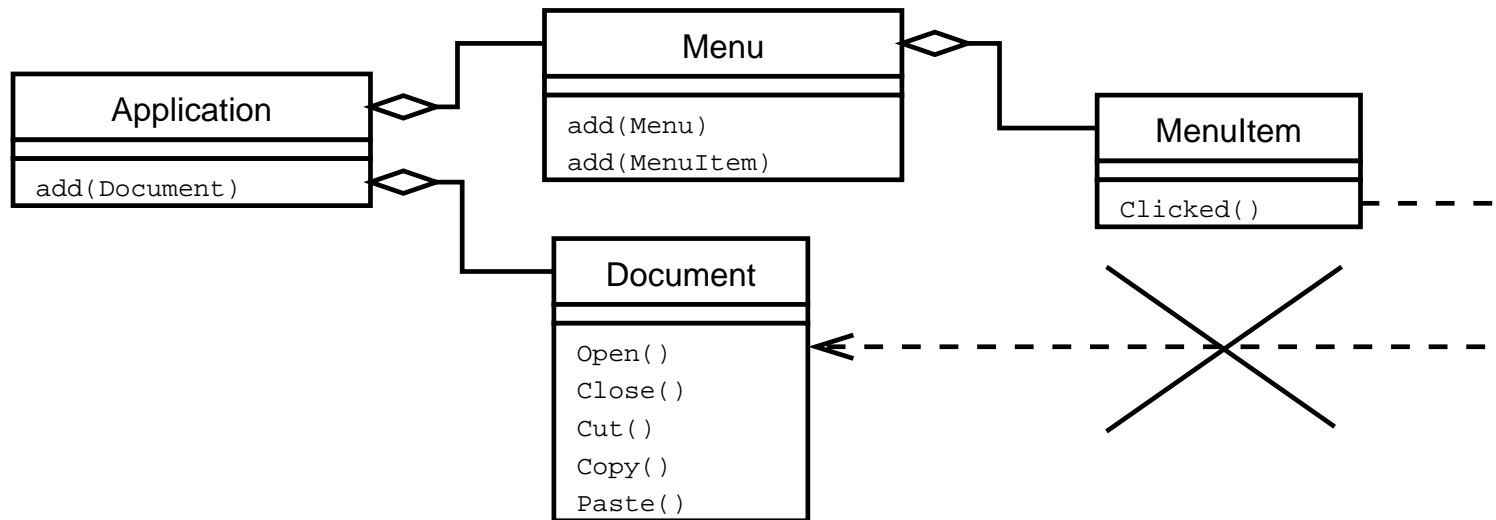 Application
add(Document)
Menu
add(Menu)
add(MenuItem)
MenuItem
Clicked()
Document
Open()
Close()
Cut()
Copy()
Paste()